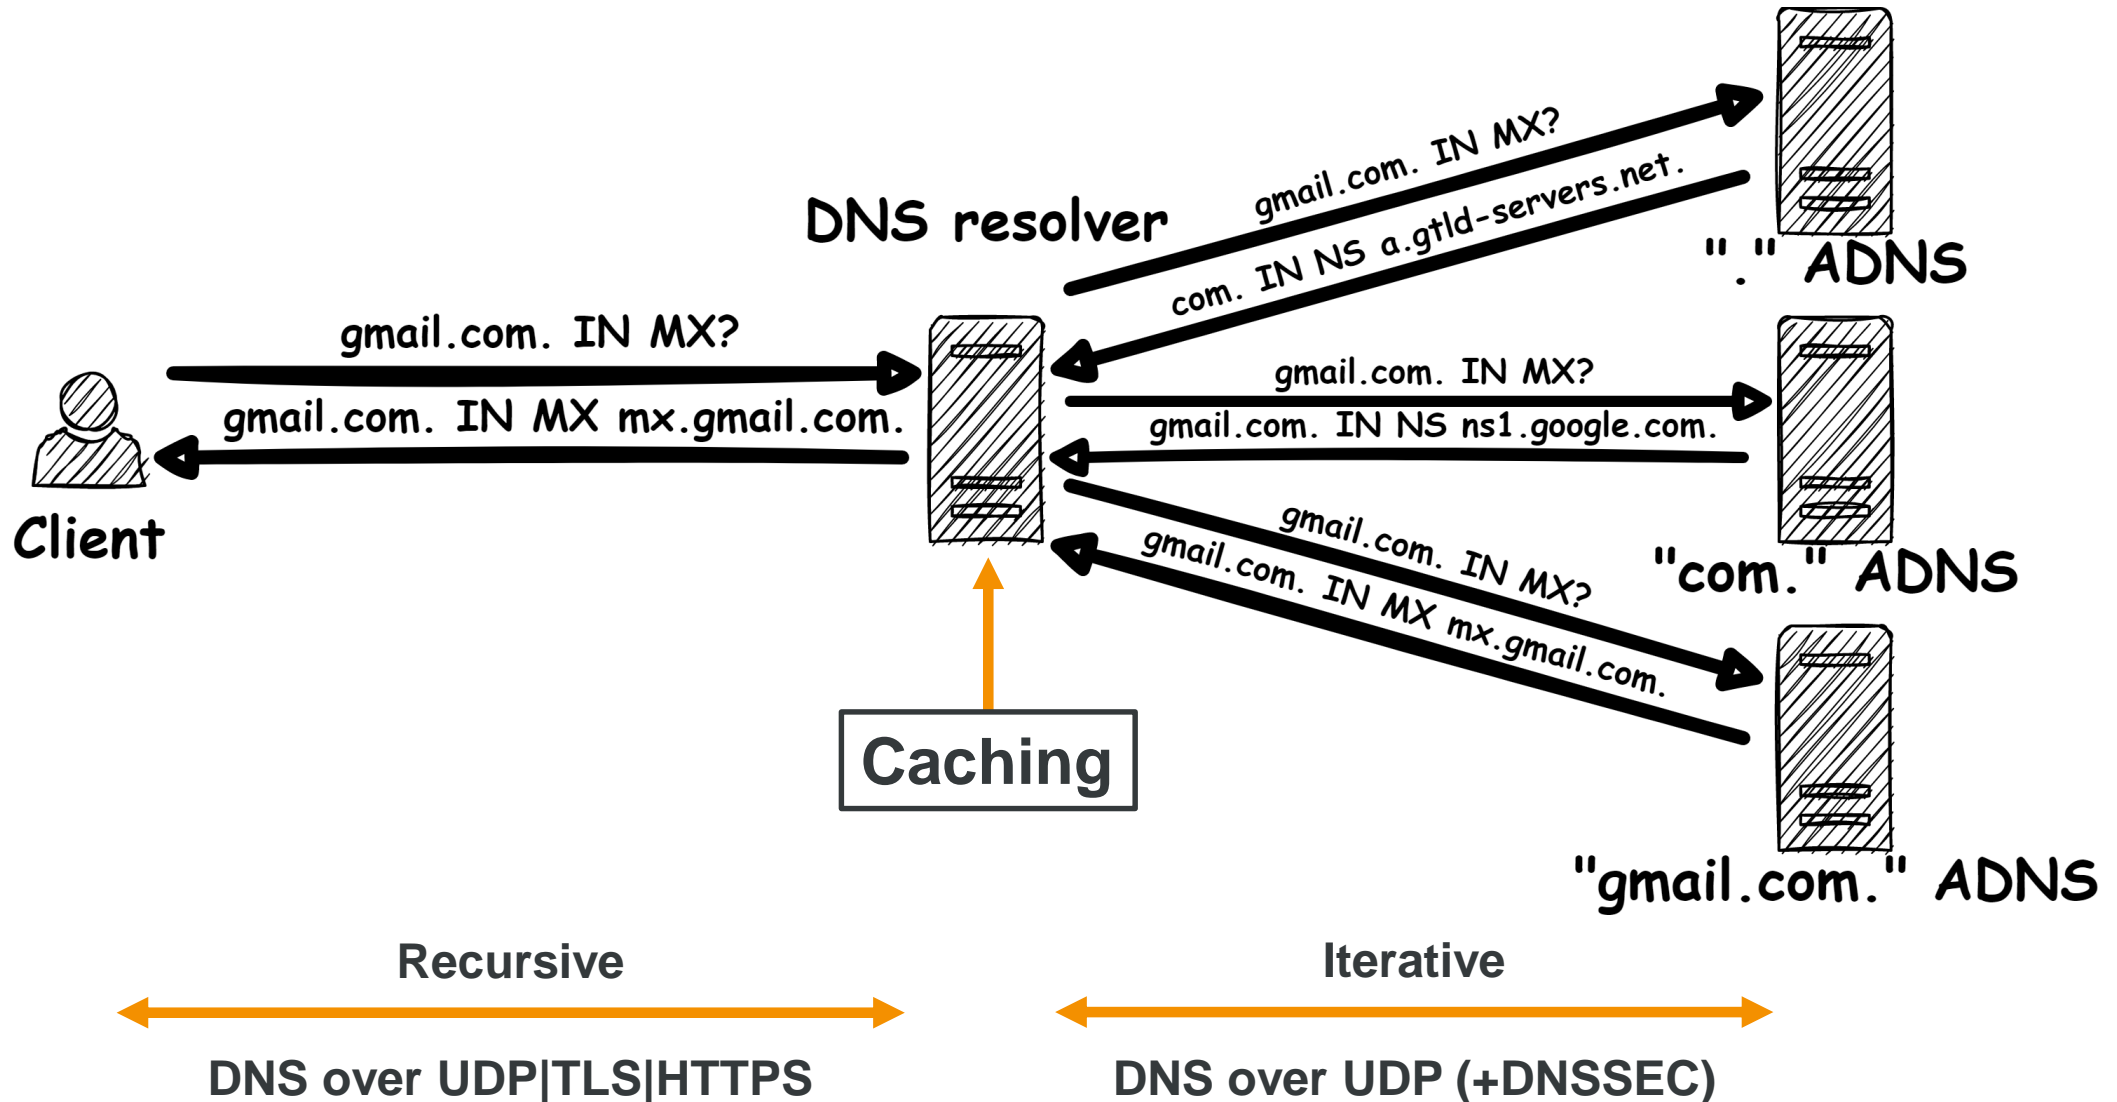 gmail.com. IN MX?
com. IN NS a.gtld-servers.net.
DNS resolver
"." ADNS
gmail.com. IN MX?
gmail.com. IN MX mx.gmail.com.
Client
gmail.com. IN MX?
gmail.com. IN NS ns1.google.com.
"com." ADNS
gmail.com. IN MX?
gmail.com. IN MX mx.gmail.com.
Caching
"gmail.com." ADNS
Recursive
Iterative
DNS over UDP|TLS|HTTPS
DNS over UDP (+DNSSEC)